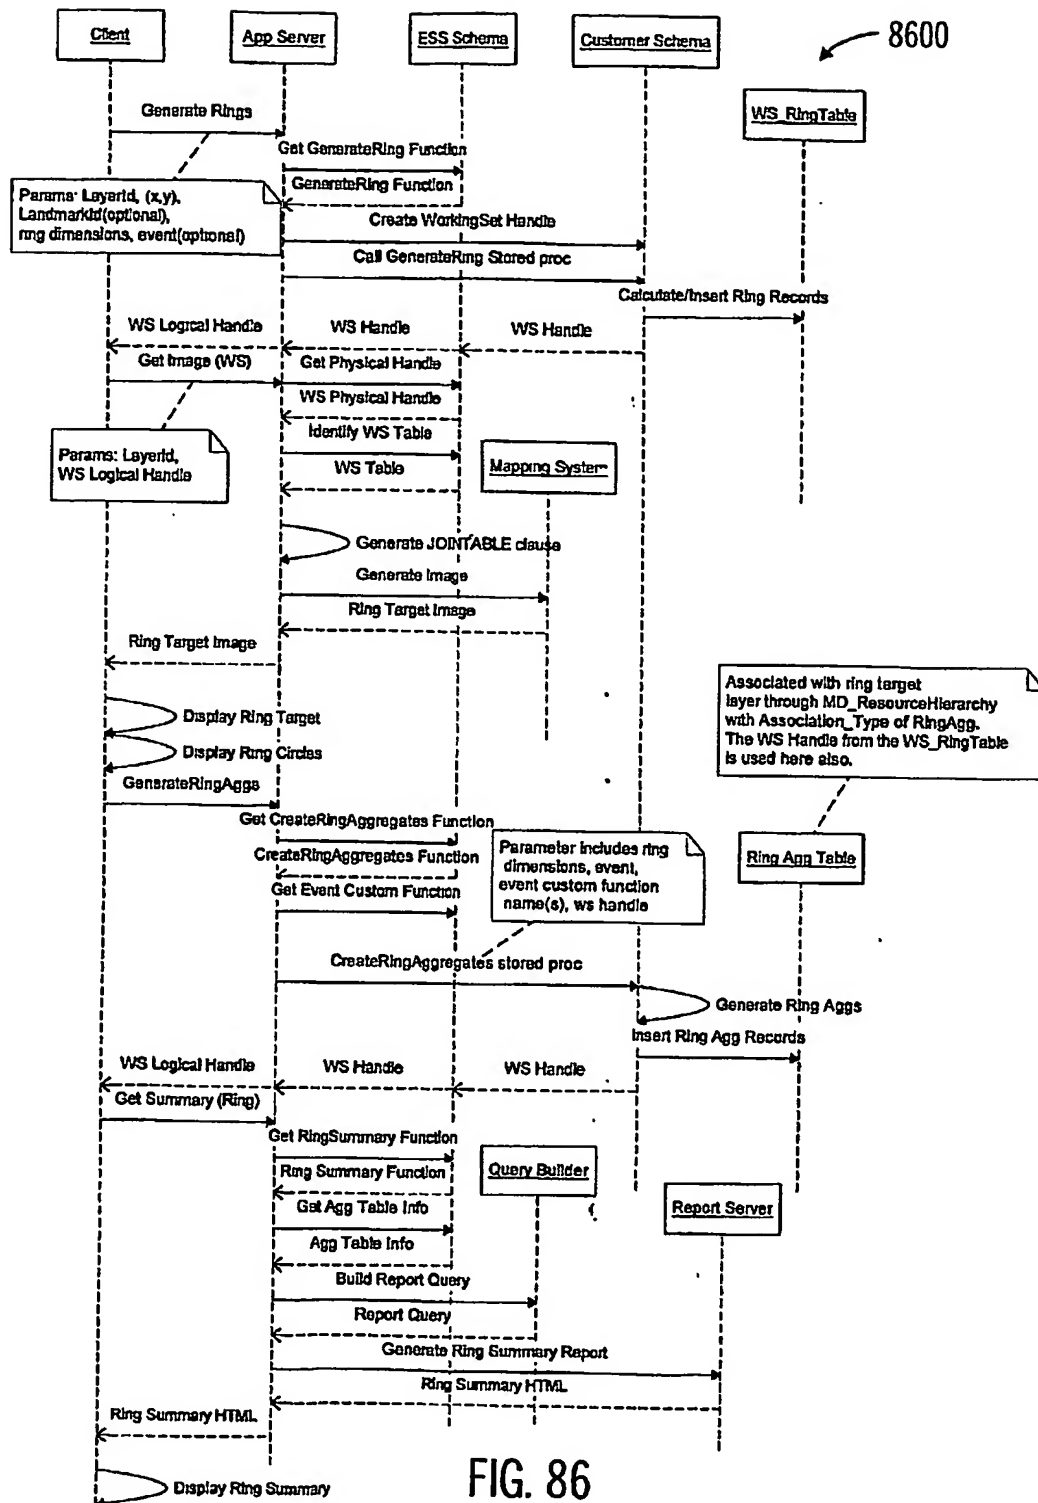 Client
App Server
ESS Schema
Customer Schema
8600
WS_RingTable
Generate Rings
Get GenerateRing Function
GenerateRing Function
Params: LayerId, (x,y),
LandmarkId(optional),
ring dimensions, event(optional)
Create WorkingSet Handle
Call GenerateRing Stored proc
Calculate/Insert Ring Records
WS Logical Handle
WS Handle
WS Handle
Get Image (WS)
Get Physical Handle
WS Physical Handle
Identify WS Table
Params: LayerId,
WS Logical Handle
WS Table
Mapping System
Generate JOINTABLE clause
Generate Image
Ring Target Image
Ring Target Image
Associated with ring target
layer through MD_ResourceHierarchy
with Association_Type of RingAgg.
The WS Handle from the WS_RingTable
is used here also.
Display Ring Target
Display Ring Circles
GenerateRingAggs
Get CreateRingAggregates Function
CreateRingAggregates Function
Get Event Custom Function
Parameter includes ring
dimensions, event,
event custom function
name(s), ws handle
Ring Agg Table
CreateRingAggregates stored proc
Generate Ring Aggs
Insert Ring Agg Records
WS Logical Handle
WS Handle
WS Handle
Get Summary (Ring)
Get RingSummary Function
Ring Summary Function
Query Builder
Get Agg Table Info
Report Server
Agg Table Info
Build Report Query
Report Query
Generate Ring Summary Report
Ring Summary HTML
Ring Summary HTML
Display Ring Summary
FIG. 86